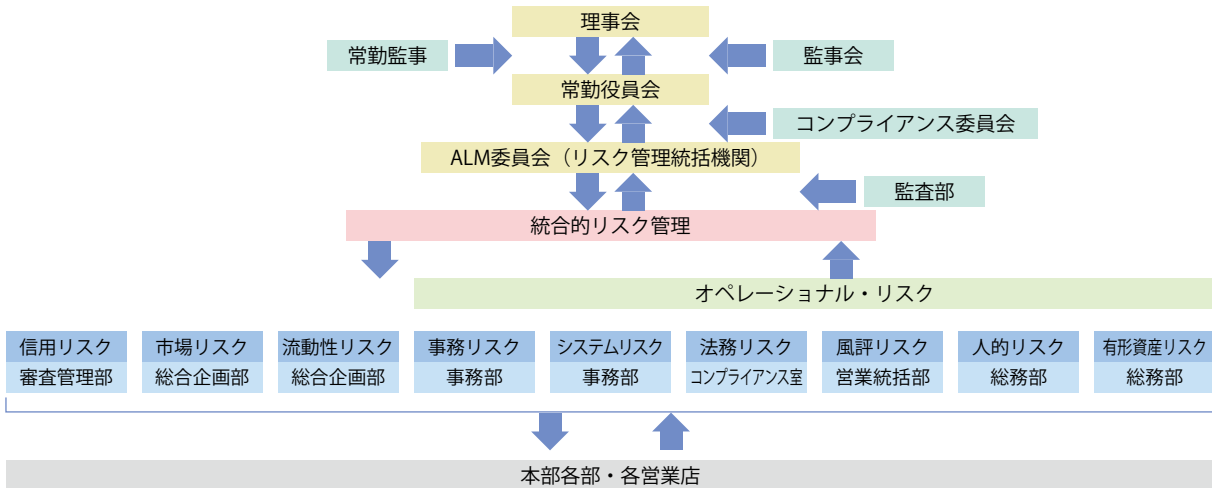 理事会
常勤監事
監事会
常勤役員会
コンプライアンス委員会
ALM委員会（リスク管理統括機関）
監査部
統合的リスク管理
オペレーショナル・リスク
信用リスク
審査管理部
市場リスク
総合企画部
流動性リスク
総合企画部
事務リスク
事務部
システムリスク
事務部
法務リスク
コンプライアンス室
風評リスク
営業統括部
人的リスク
総務部
有形資産リスク
総務部
本部各部・各営業店